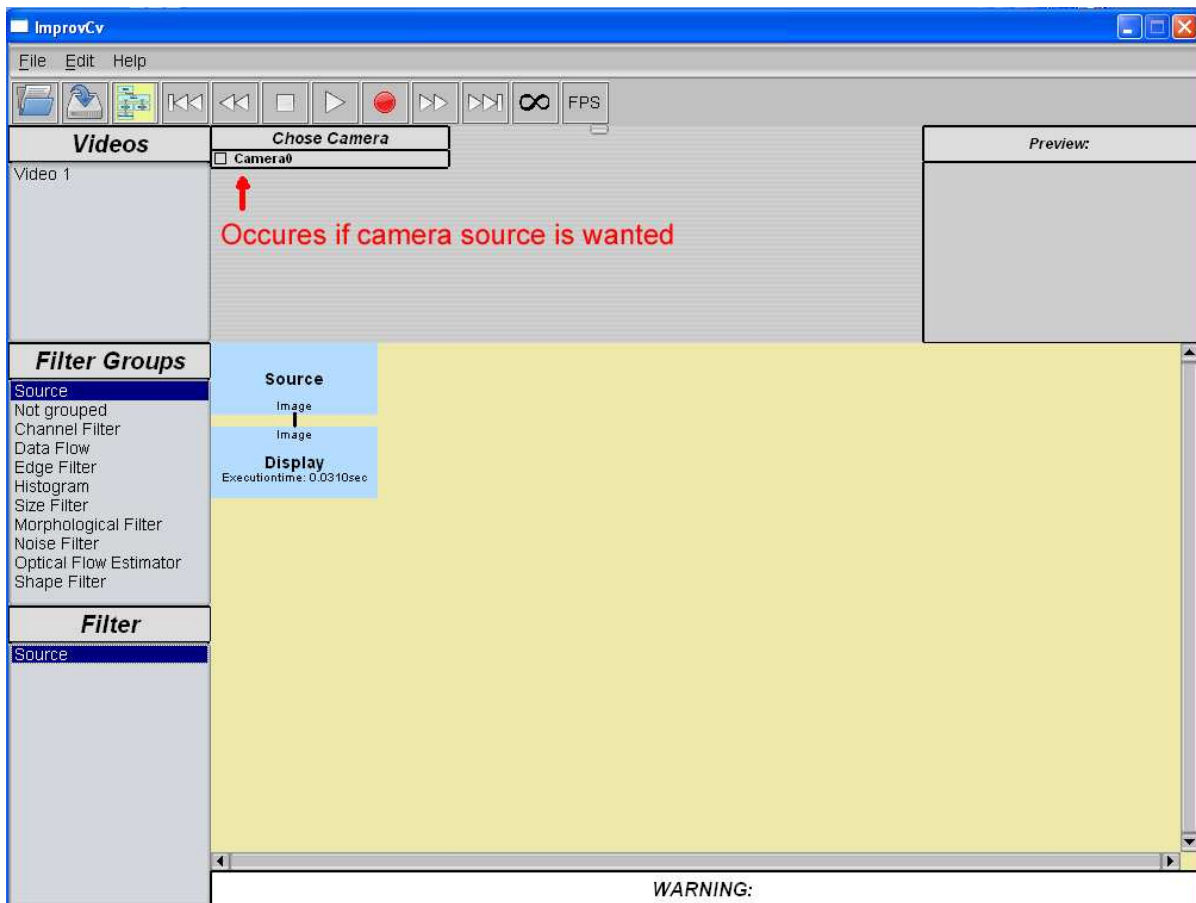 ImprovCv
File Edit Help
FPS
Videos
Video 1
Chose Camera
Camera0
Occures if camera source is wanted
Preview:
Filter Groups
Source
Not grouped
Channel Filter
Data Flow
Edge Filter
Histogram
Size Filter
Morphological Filter
Noise Filter
Optical Flow Estimator
Shape Filter
Filter
Source
Source
Image
Image
Display
Executiontime: 0.0310sec
WARNING: